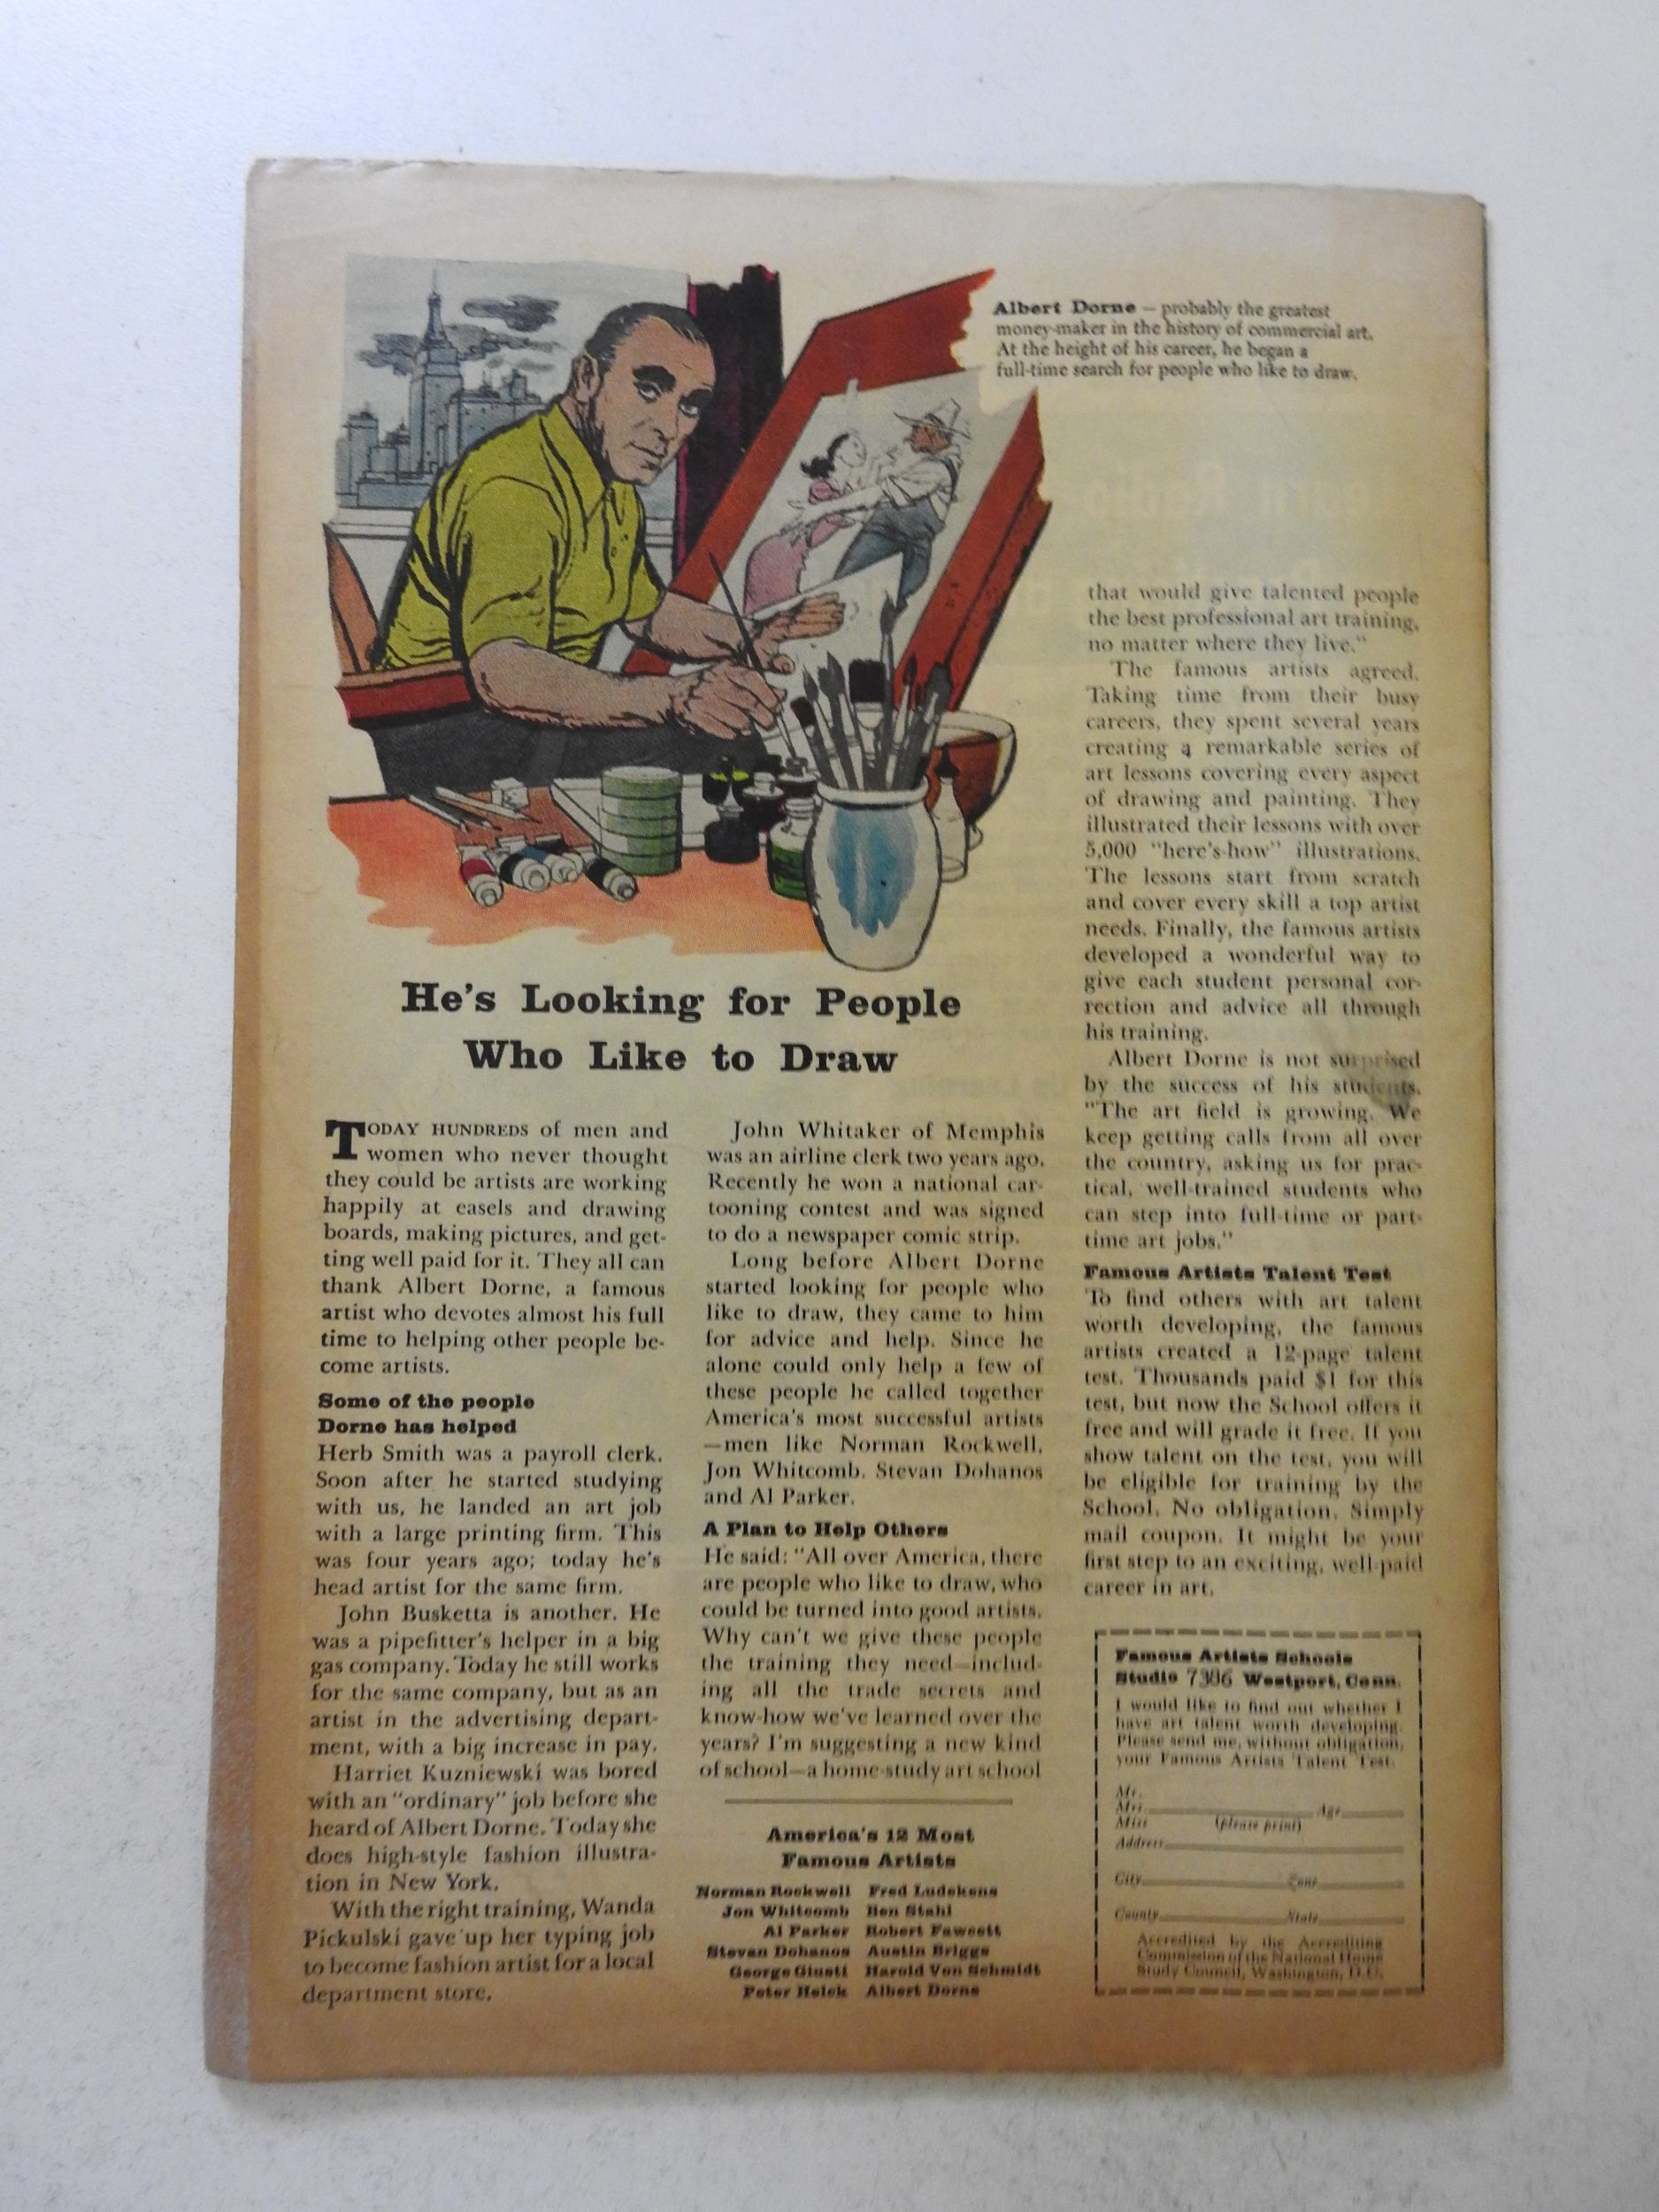 Albert Dorne — probably the greatest
money-maker in the history of commercial art.
At the height of his career, he began a
full-time search for people who like to draw.
He's Looking for People
Who Like to Draw
TODAY HUNDREDS of men and
women who never thought
they could be artists are working
happily at easels and drawing
boards, making pictures, and get-
ting well paid for it. They all can
thank Albert Dorne, a famous
artist who devotes almost his full
time to helping other people be-
come artists.
Some of the people
Dorne has helped
Herb Smith was a payroll clerk.
Soon after he started studying
with us, he landed an art job
with a large printing firm. This
was four years ago; today he's
head artist for the same firm.
John Busketta is another. He
was a pipefitter's helper in a big
gas company. Today he still works
for the same company, but as an
artist in the advertising depart-
ment, with a big increase in pay.
Harriet Kuzniewski was bored
with an "ordinary" job before she
heard of Albert Dorne. Today she
does high-style fashion illustra-
tion in New York.
With the right training, Wanda
Pickulski gave up her typing job
to become fashion artist for a local
department store.
John Whitaker of Memphis
was an airline clerk two years ago.
Recently he won a national car-
tooning contest and was signed
to do a newspaper comic strip.
Long before Albert Dorne
started looking for people who
like to draw, they came to him
for advice and help. Since he
alone could only help a few of
these people he called together
America's most successful artists
—men like Norman Rockwell,
Jon Whitcomb, Stevan Dohanos
and Al Parker.
A Plan to Help Others
He said: "All over America, there
are people who like to draw, who
could be turned into good artists.
Why can't we give these people
the training they need—includ-
ing all the trade secrets and
know-how we've learned over the
years? I'm suggesting a new kind
of school—a home-study art school
America's 12 Most
Famous Artists
Norman Rockwell Fred Ludekens
Jon Whitcomb Ben Stahl
Al Parker Robert Fawcett
Stevan Dohanos Austin Briggs
George Giusti Harold Von Schmidt
Peter Helck Albert Dorne
that would give talented people
the best professional art training,
no matter where they live."
The famous artists agreed.
Taking time from their busy
careers, they spent several years
creating a remarkable series of
art lessons covering every aspect
of drawing and painting. They
illustrated their lessons with over
5,000 "here's-how" illustrations.
The lessons start from scratch
and cover every skill a top artist
needs. Finally, the famous artists
developed a wonderful way to
give each student personal cor-
rection and advice all through
his training.
Albert Dorne is not surprised
by the success of his students.
"The art field is growing. We
keep getting calls from all over
the country, asking us for prac-
tical, well-trained students who
can step into full-time or part-
time art jobs."
Famous Artists Talent Test
To find others with art talent
worth developing, the famous
artists created a 12-page talent
test. Thousands paid $1 for this
test, but now the School offers it
free and will grade it free. If you
show talent on the test, you will
be eligible for training by the
School. No obligation. Simply
mail coupon. It might be your
first step to an exciting, well-paid
career in art.
Famous Artists Schools
Studio 7386 Westport, Conn.
I would like to find out whether I
have art talent worth developing.
Please send me, without obligation,
your Famous Artists Talent Test.
Mr.
Mrs. Age
Miss (please print)
Address
City Zone
County State
Accredited by the Accrediting
Commission of the National Home
Study Council, Washington, D.C.